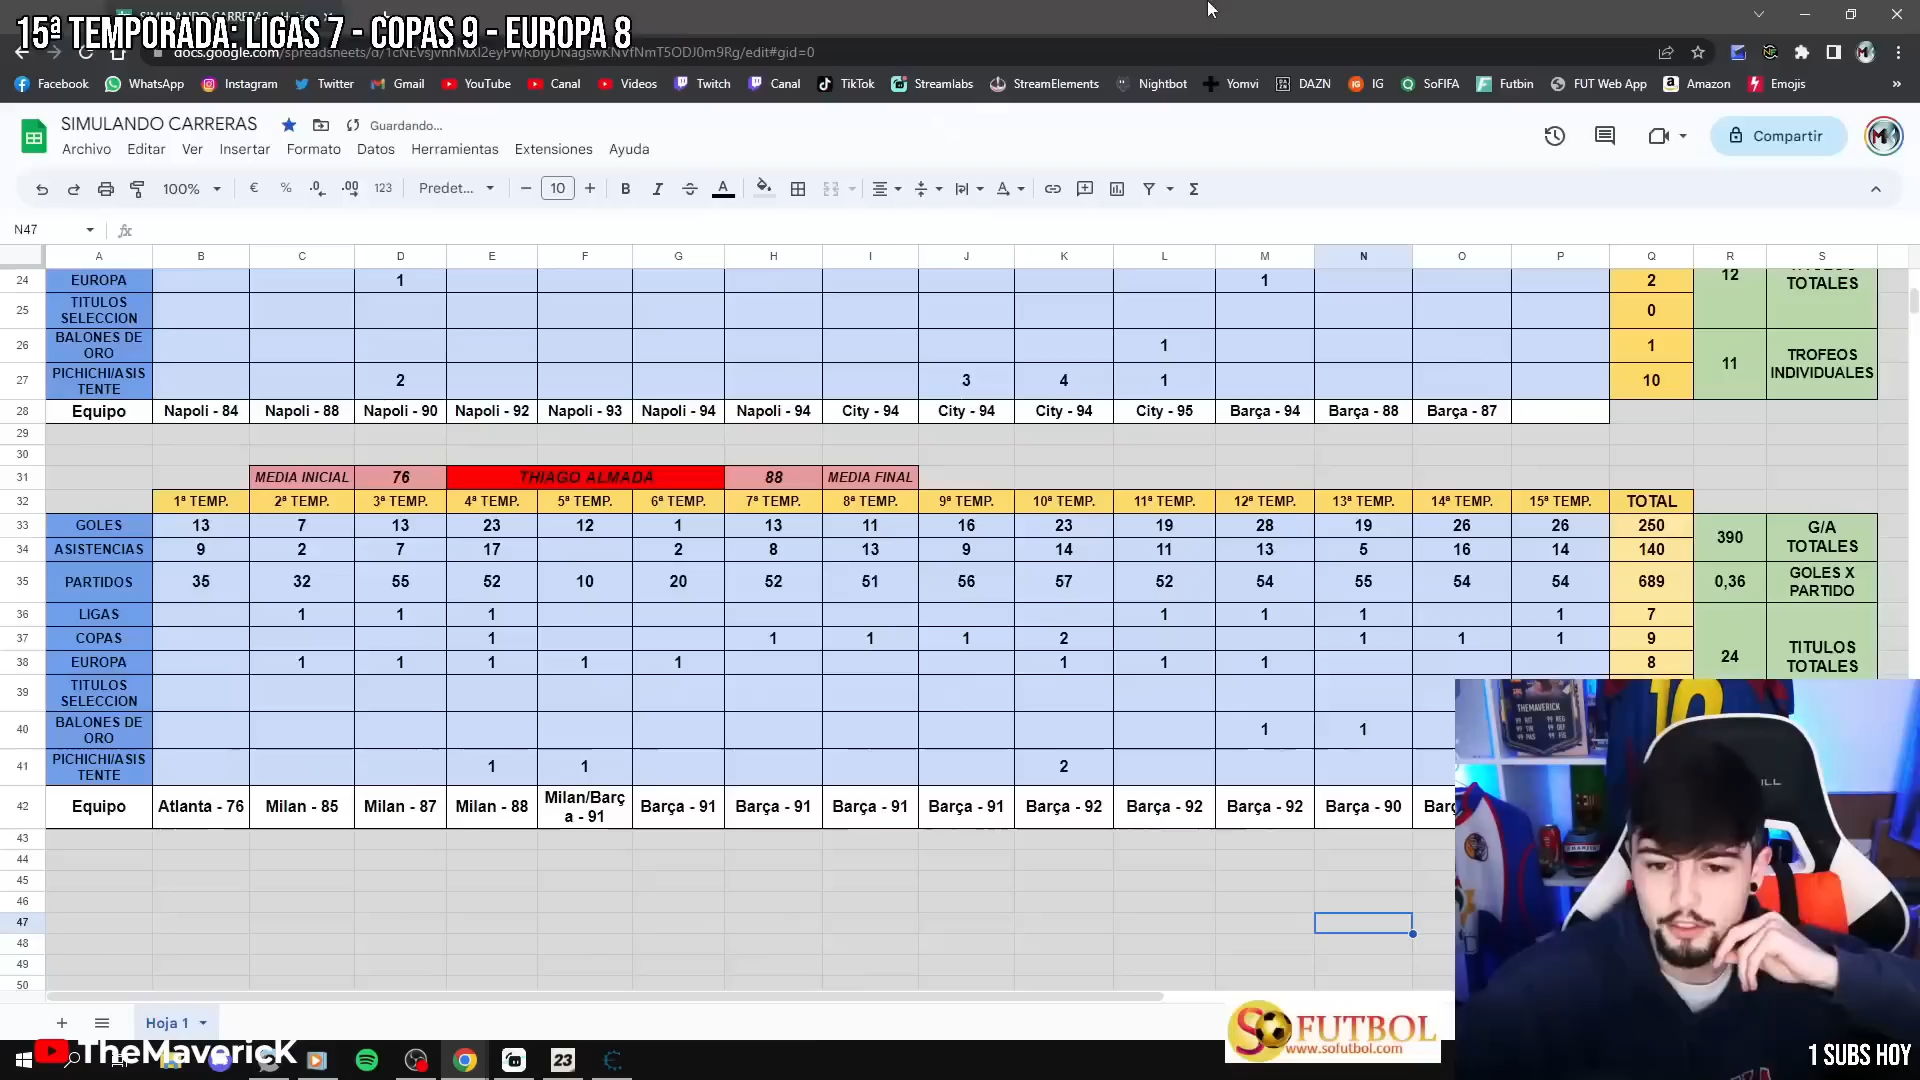 15ª TEMPORADA: LIGAS 7 - COPAS 9 - EUROPA 8
Facebook WhatsApp Instagram Twitter Gmail YouTube Canal Videos Twitch Canal TikTok Streamlabs StreamElements Nightbot Yomvi DAZN IG SoFIFA Futbin FUT Web App Amazon Emojis »
SIMULANDO CARRERAS Guardando...
Archivo Editar Ver Insertar Formato Datos Herramientas Extensiones Ayuda
Compartir
100% € % .0 .00 123 Predet... 10 B I A
N47 fx
A B C D E F G H I J K L M N O P Q R S
24 EUROPA 1 1 2 12 TOTALES
25 TITULOS SELECCION 0
26 BALONES DE ORO 1 1
27 PICHICHI/ASISTENTE 2 3 4 1 10 11 TROFEOS INDIVIDUALES
28 Equipo Napoli - 84 Napoli - 88 Napoli - 90 Napoli - 92 Napoli - 93 Napoli - 94 Napoli - 94 City - 94 City - 94 City - 94 City - 95 Barça - 94 Barça - 88 Barça - 87
29
30
31 MEDIA INICIAL 76 THIAGO ALMADA 88 MEDIA FINAL
32 1ª TEMP. 2ª TEMP. 3ª TEMP. 4ª TEMP. 5ª TEMP. 6ª TEMP. 7ª TEMP. 8ª TEMP. 9ª TEMP. 10ª TEMP. 11ª TEMP. 12ª TEMP. 13ª TEMP. 14ª TEMP. 15ª TEMP. TOTAL
33 GOLES 13 7 13 23 12 1 13 11 16 23 19 28 19 26 26 250
34 ASISTENCIAS 9 2 7 17 2 8 13 9 14 11 13 5 16 14 140 390 G/A TOTALES
35 PARTIDOS 35 32 55 52 10 20 52 51 56 57 52 54 55 54 54 689 0,36 GOLES X PARTIDO
36 LIGAS 1 1 1 1 1 1 1 7
37 COPAS 1 1 1 1 2 1 1 1 9
38 EUROPA 1 1 1 1 1 1 1 1 8 24 TITULOS TOTALES
39 TITULOS SELECCION
40 BALONES DE ORO 1 1
41 PICHICHI/ASISTENTE 1 1 2
42 Equipo Atlanta - 76 Milan - 85 Milan - 87 Milan - 88 Milan/Barça - 91 Barça - 91 Barça - 91 Barça - 91 Barça - 91 Barça - 92 Barça - 92 Barça - 92 Barça - 90 Barç
43
44
45
46
47
48
49
50
THEMAVERICK
10
Hoja 1
SOFUTBOL
www.sofutbol.com
TheMavericK
23
1 SUBS HOY